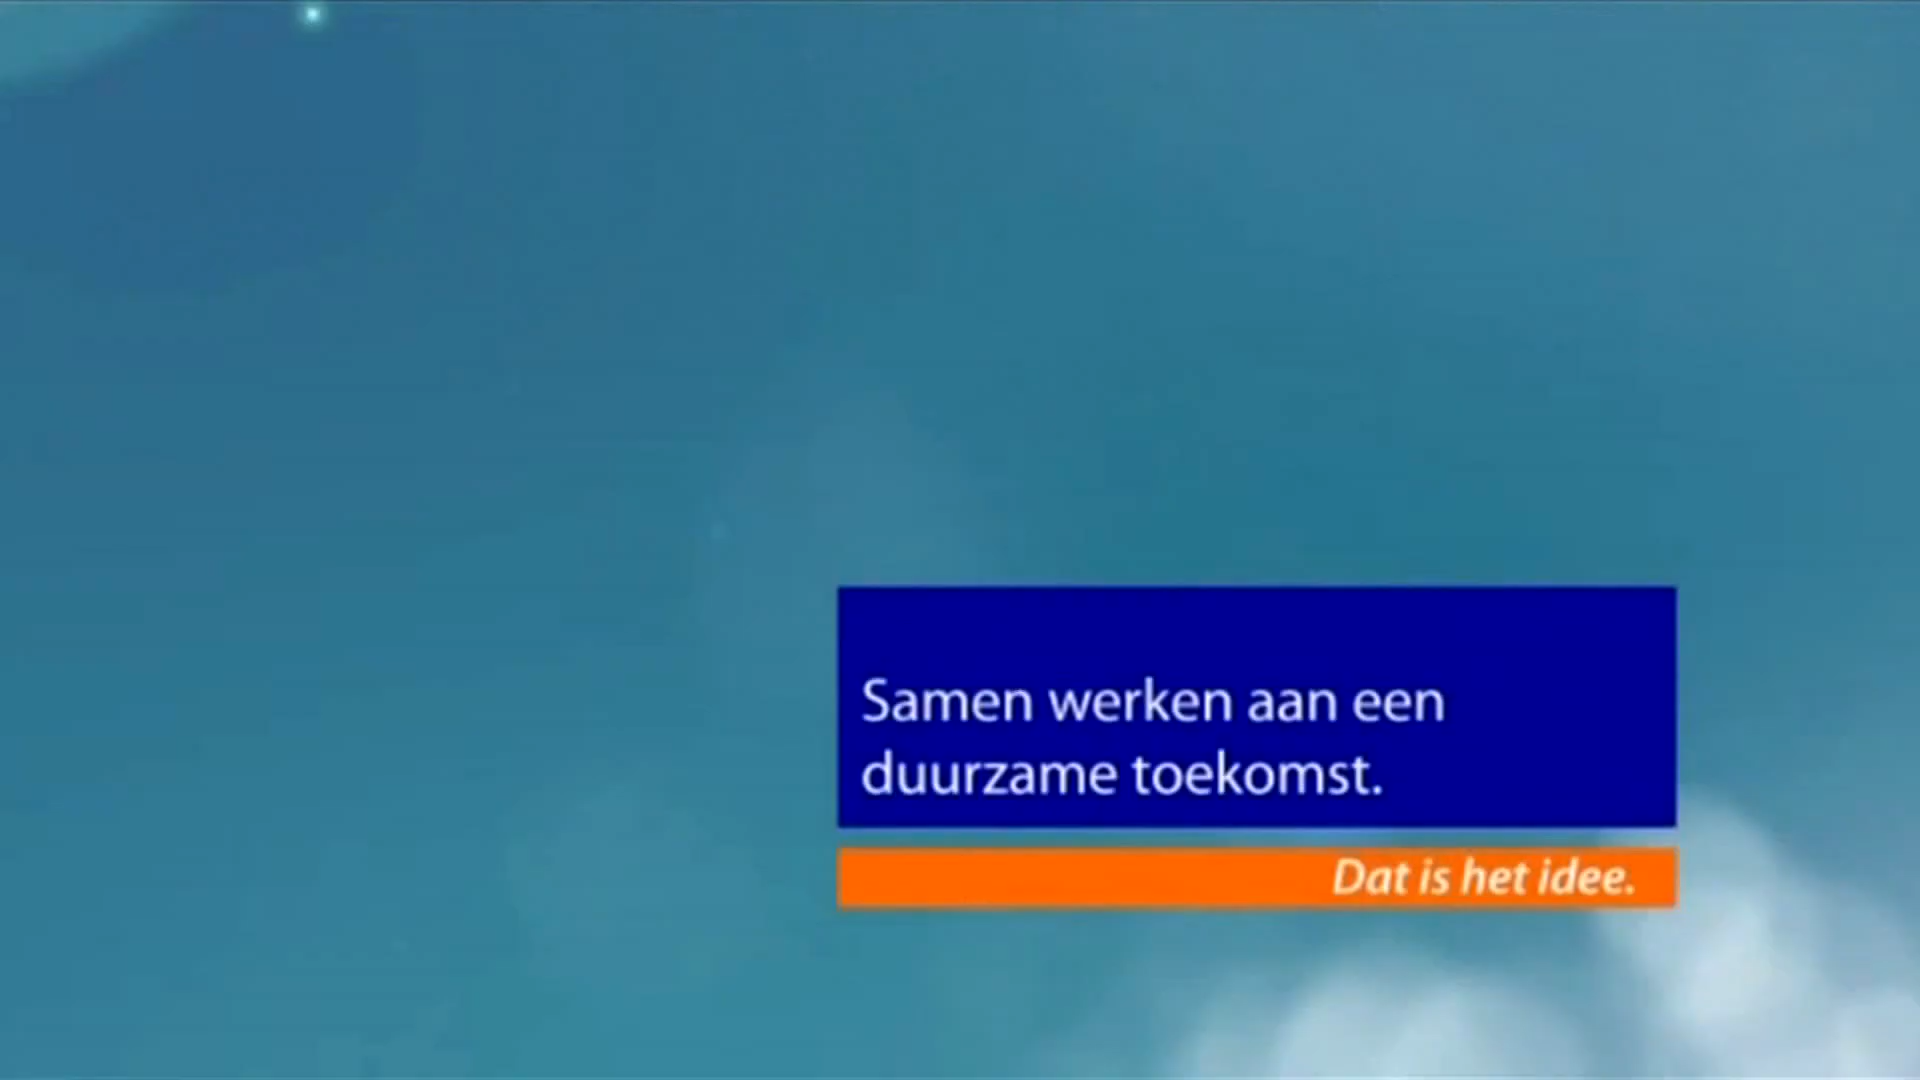 Samen werken aan een
duurzame toekomst.
Dat is het idee.